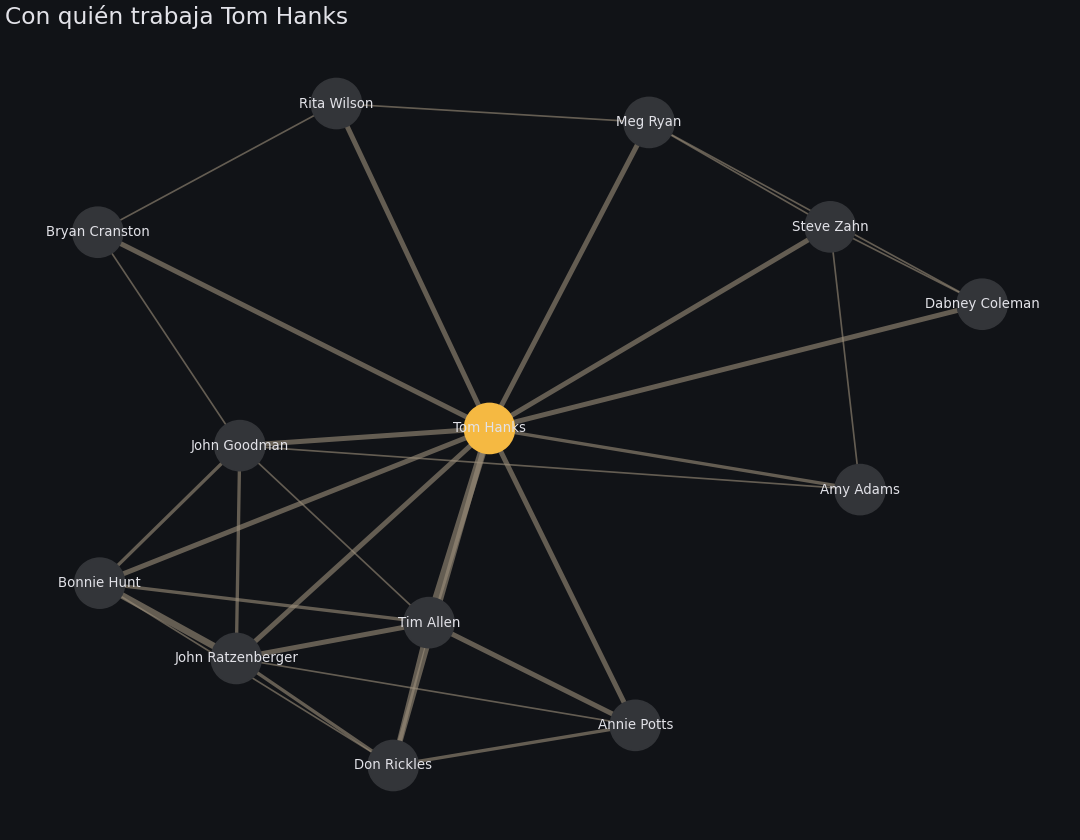 Con quién trabaja Tom Hanks
Rita Wilson
Meg Ryan
Steve Zahn
Bryan Cranston
Dabney Coleman
Tom Hanks
John Goodman
Amy Adams
Bonnie Hunt
Tim Allen
John Ratzenberger
Annie Potts
Don Rickles